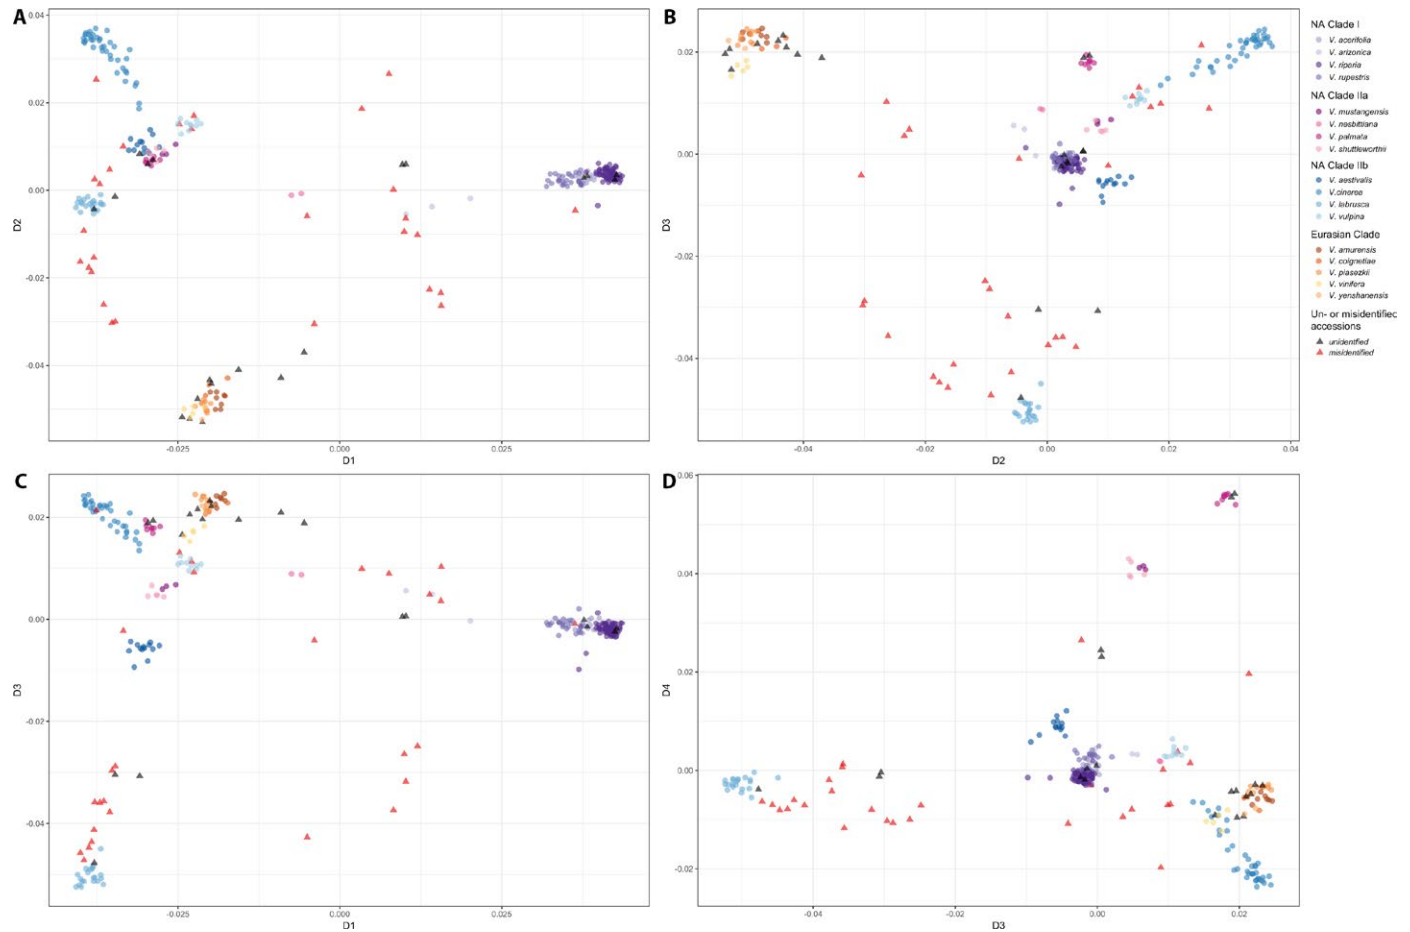 A
B
0.04
0.02
0.00
-0.02
-0.04
D2
-0.025
0.000
0.025
D1
0.02
0.00
-0.02
-0.04
D3
-0.04
-0.02
0.00
0.02
0.04
D2
NA Clade I
V. acerifolia
V. arizonica
V. riparia
V. rupestris
NA Clade IIa
V. mustangensis
V. nesbittiana
V. palmata
V. shuttleworthii
NA Clade IIb
V. aestivalis
V.cinerea
V. labrusca
V. vulpina
Eurasian Clade
V. amurensis
V. coignetiae
V. piasezkii
V. vinifera
V. yenshanensis
Un- or misidentified
accessions
unidentified
misidentified
C
D
0.02
0.00
-0.02
-0.04
D3
-0.025
0.000
0.025
D1
0.06
0.04
0.02
0.00
-0.02
D4
-0.04
-0.02
0.00
0.02
D3